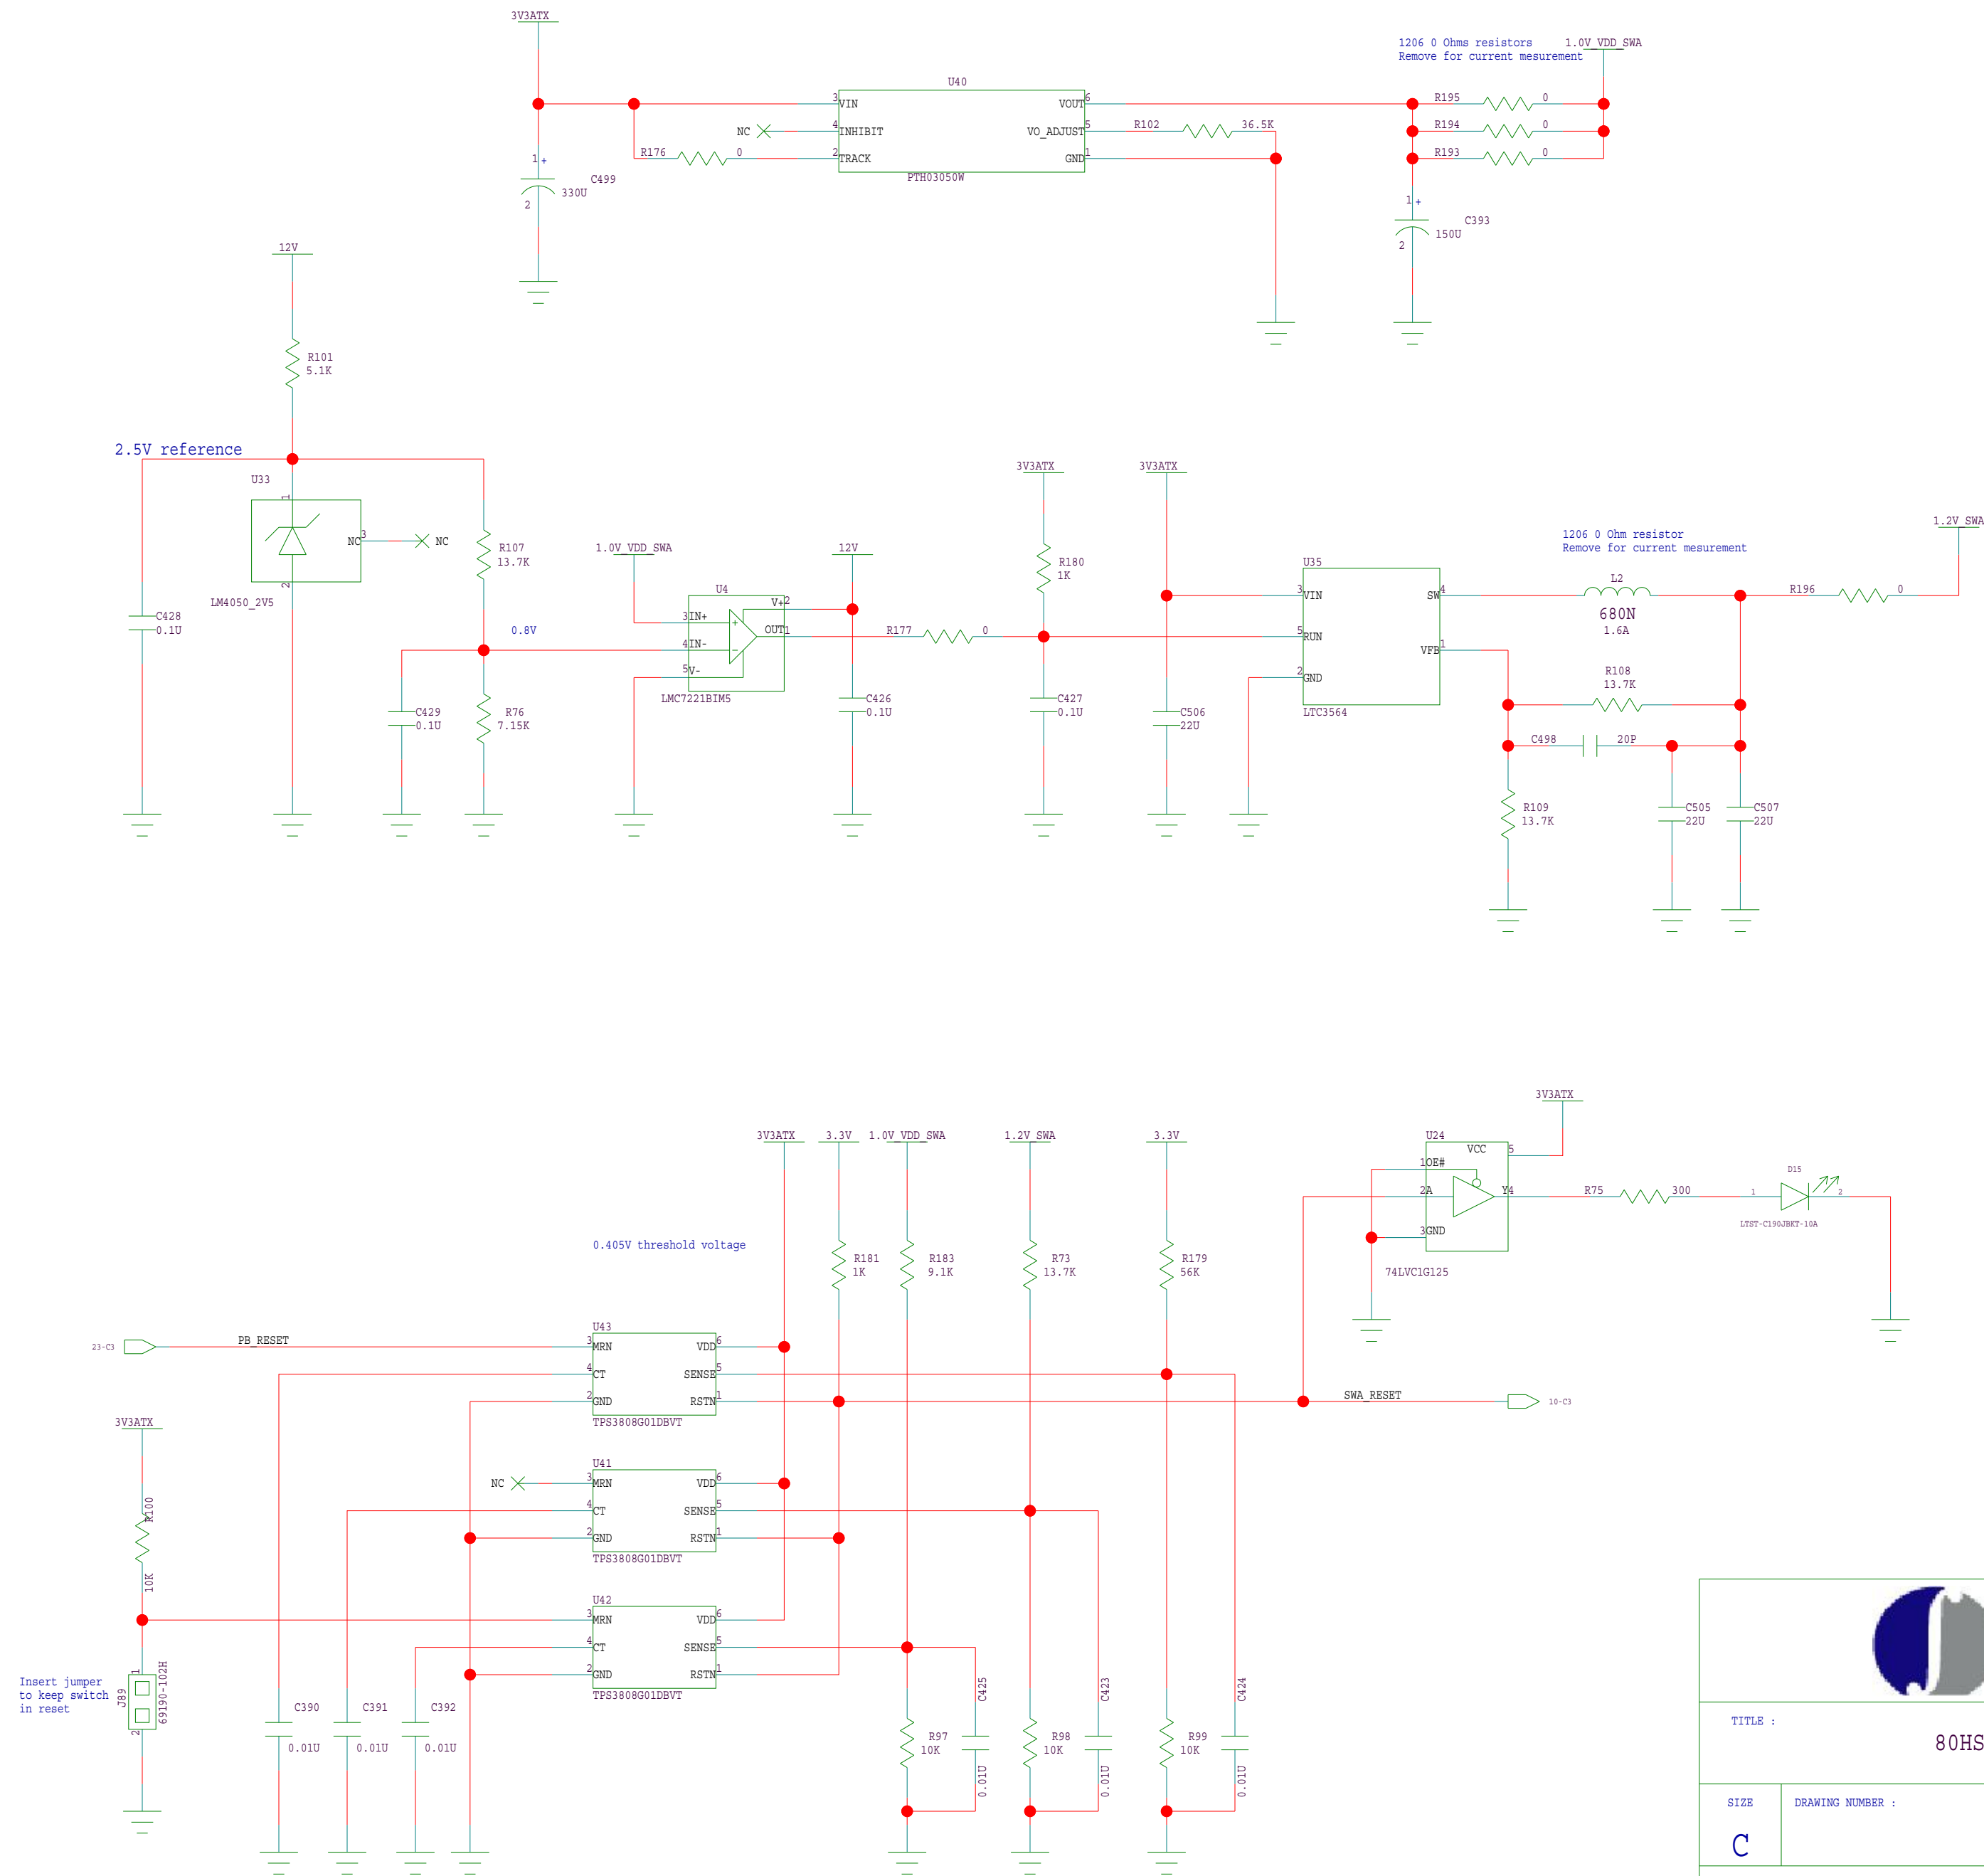 3V3ATX
1206 0 Ohms resistors
Remove for current mesurement
1.0V_VDD_SWA
U40
3 VIN
4 INHIBIT
2 TRACK
VOUT 6
VO_ADJUST 5
GND 1
PTH03050W
NC
R176 0
R102 36.5K
R195 0
R194 0
R193 0
1 +
C499
330U
2
1 +
C393
150U
2
12V
R101
5.1K
2.5V reference
U33
1
NC 3
NC
2
LM4050_2V5
C428
0.1U
R107
13.7K
0.8V
C429
0.1U
R76
7.15K
1.0V_VDD_SWA
U4
3 IN+
4 IN-
5 V-
V+ 2
OUT 1
+
-
LMC7221BIM5
12V
R177 0
C426
0.1U
3V3ATX
R180
1K
C427
0.1U
3V3ATX
C506
22U
U35
3 VIN
5 RUN
2 GND
SW 4
VFB 1
LTC3564
1206 0 Ohm resistor
Remove for current mesurement
L2
680N
1.6A
R196 0
1.2V_SWA
R108
13.7K
C498 20P
R109
13.7K
C505
22U
C507
22U
3V3ATX
3.3V
1.0V_VDD_SWA
1.2V_SWA
3.3V
0.405V threshold voltage
R181
1K
R183
9.1K
R73
13.7K
R179
56K
3V3ATX
U24
VCC 5
1 OE#
2 A
Y 4
3 GND
74LVC1G125
R75 300
D15
1 2
LTST-C190JBKT-10A
23-C3
PB_RESET
U43
3 MRN
4 CT
2 GND
VDD 6
SENSE 5
RSTN 1
TPS3808G01DBVT
SWA_RESET
10-C3
3V3ATX
R100
10K
NC
U41
3 MRN
4 CT
2 GND
VDD 6
SENSE 5
RSTN 1
TPS3808G01DBVT
U42
3 MRN
4 CT
2 GND
VDD 6
SENSE 5
RSTN 1
TPS3808G01DBVT
Insert jumper
to keep switch
in reset
J89
1
2
69190-102H
C390
0.01U
C391
0.01U
C392
0.01U
R97
10K
C425
0.01U
R98
10K
C423
0.01U
R99
10K
C424
0.01U
TITLE :
80HS
SIZE
C
DRAWING NUMBER :